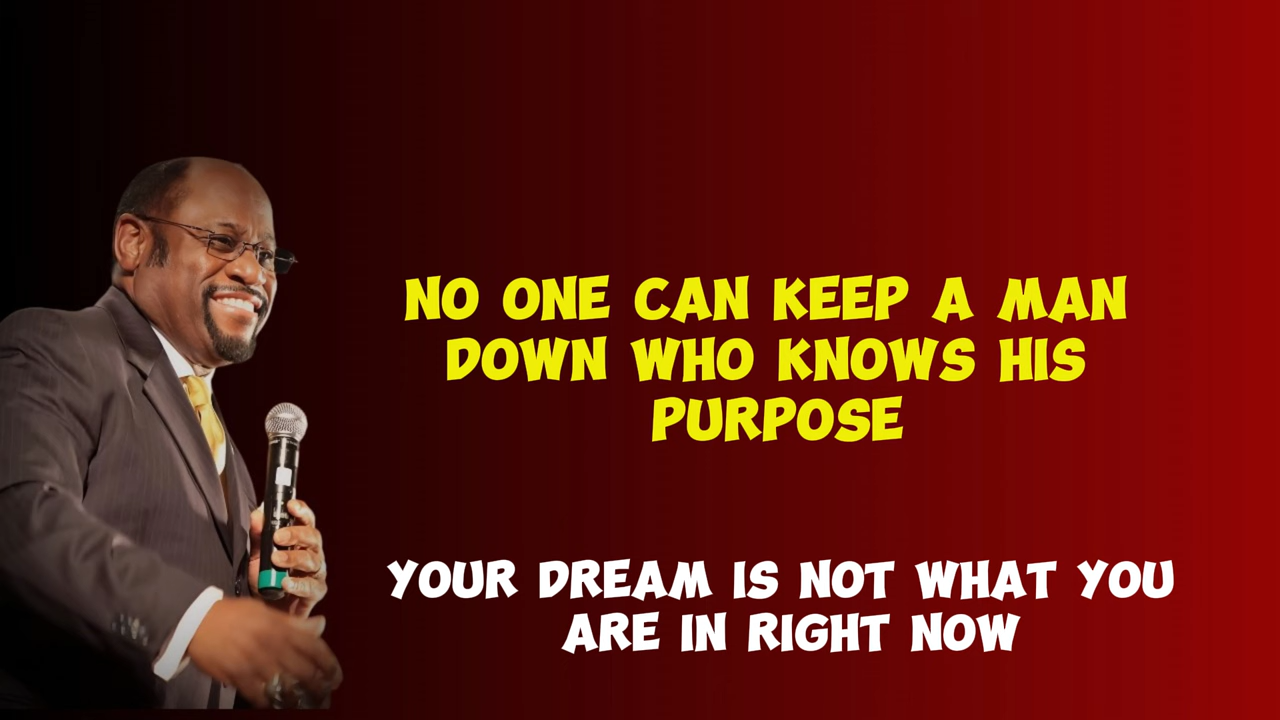 NO ONE CAN KEEP A MAN
DOWN WHO KNOWS HIS
PURPOSE
YOUR DREAM IS NOT WHAT YOU
ARE IN RIGHT NOW